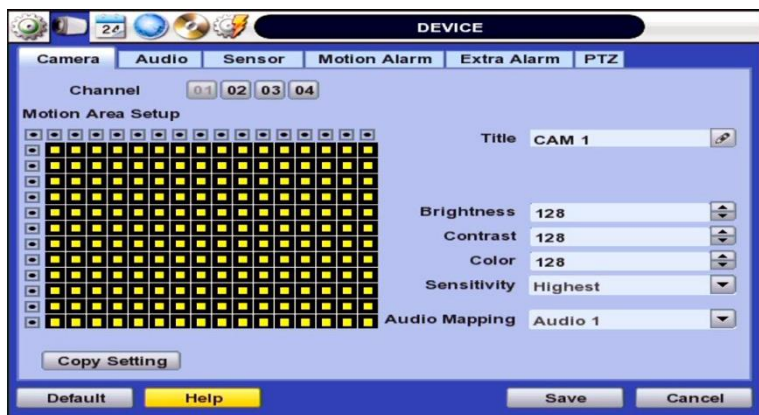 24
DEVICE
Camera Audio Sensor Motion Alarm Extra Alarm PTZ
Channel 01 02 03 04
Motion Area Setup
Title CAM 1
Brightness 128
Contrast 128
Color 128
Sensitivity Highest
Audio Mapping Audio 1
Copy Setting
Default Help Save Cancel